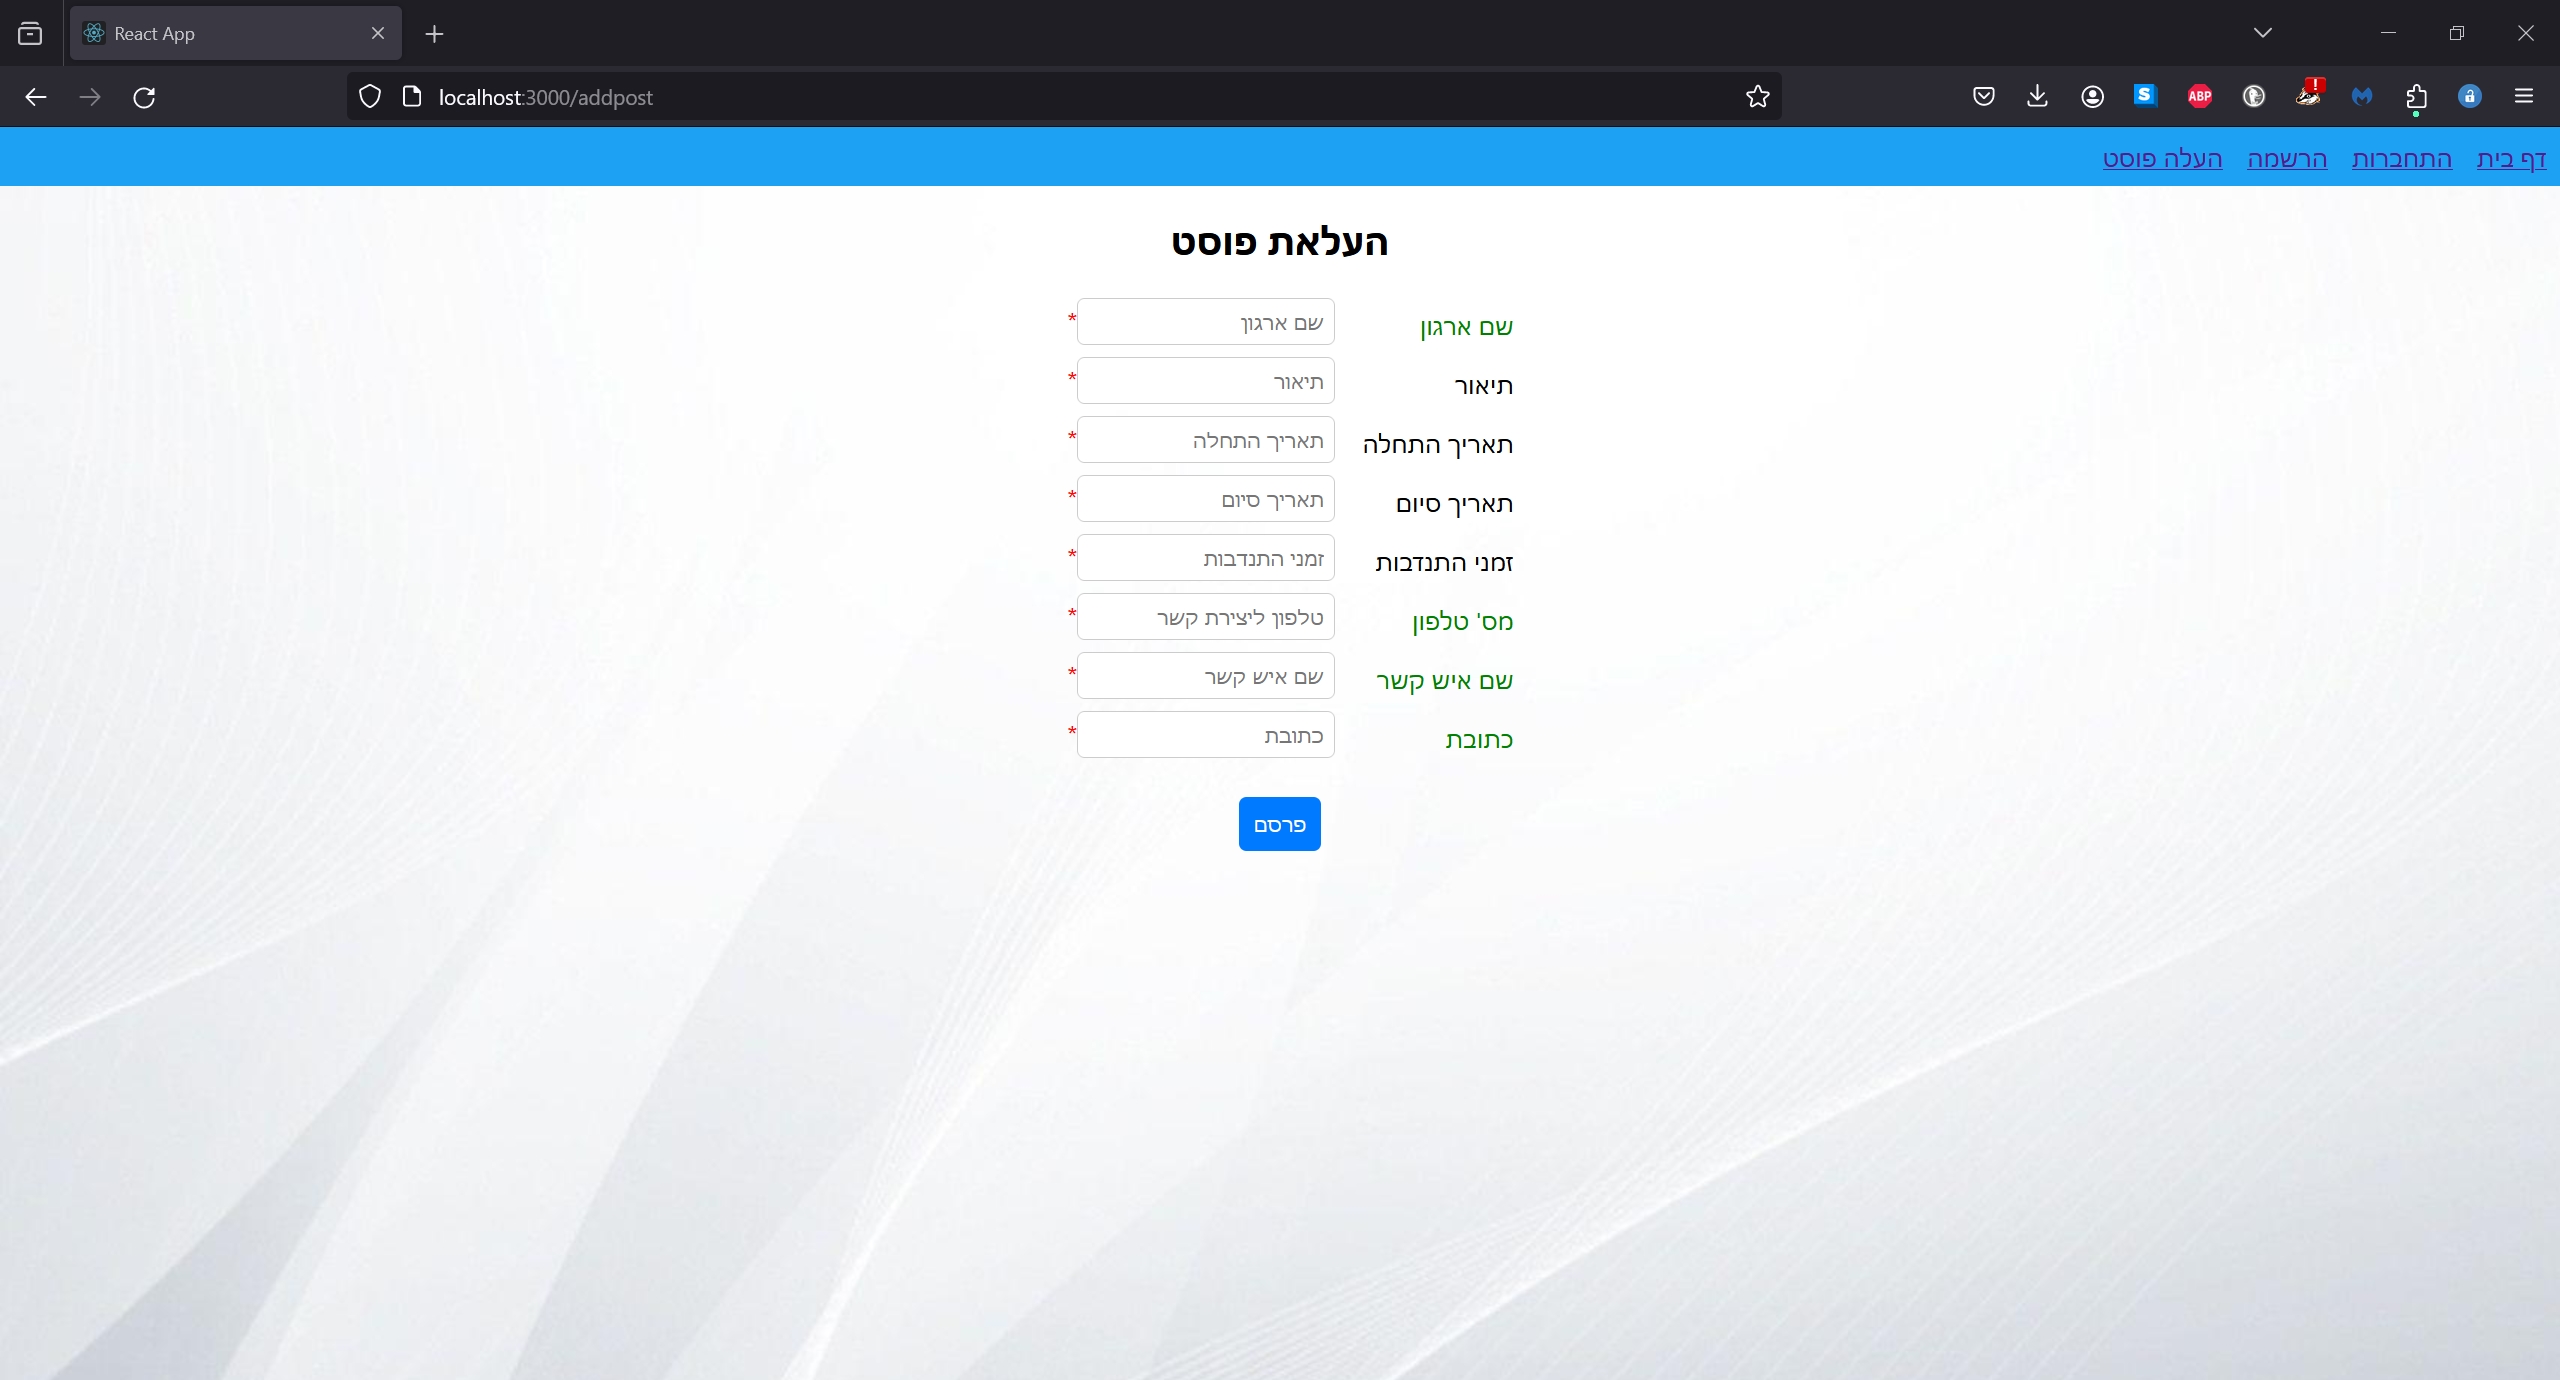 React App
localhost:3000/addpost
ABP
דף בית התחברות הרשמה העלה פוסט
העלאת פוסט
שם ארגון שם ארגון *
תיאור תיאור *
תאריך התחלה תאריך התחלה *
תאריך סיום תאריך סיום *
זמני התנדבות זמני התנדבות *
מס' טלפון טלפון ליצירת קשר *
שם איש קשר שם איש קשר *
כתובת כתובת *
פרסם